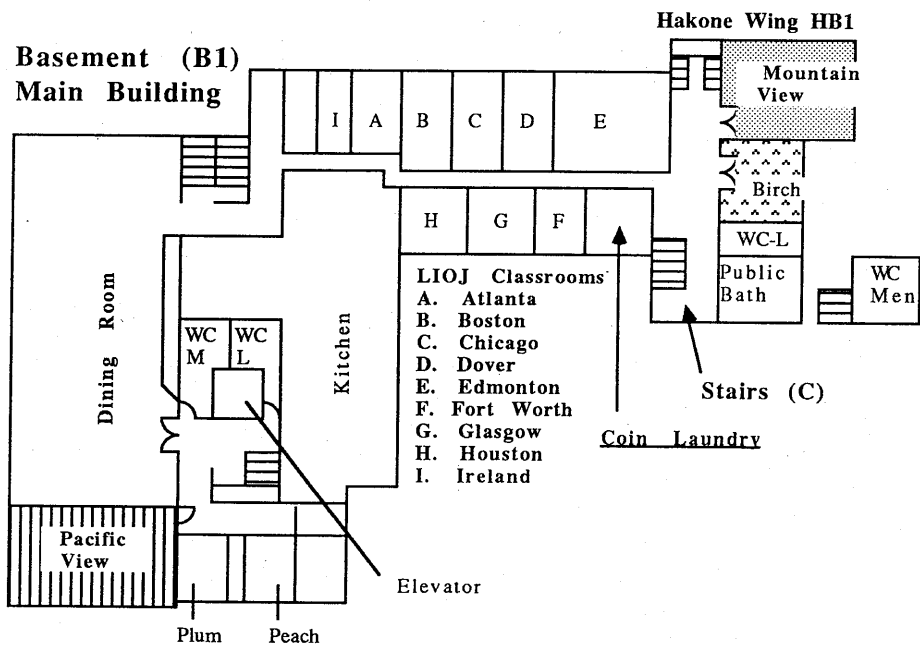 Hakone Wing HB1
Basement (B1)
Main Building
Mountain
View
I
A
B
C
D
E
Birch
H
G
F
WC-L
Public
Bath
WC
Men
LIOJ Classrooms
A. Atlanta
B. Boston
C. Chicago
D. Dover
E. Edmonton
F. Fort Worth
G. Glasgow
H. Houston
I. Ireland
Dining Room
WC
M
WC
L
Kitchen
Stairs (C)
Coin Laundry
Pacific
View
Elevator
Plum
Peach